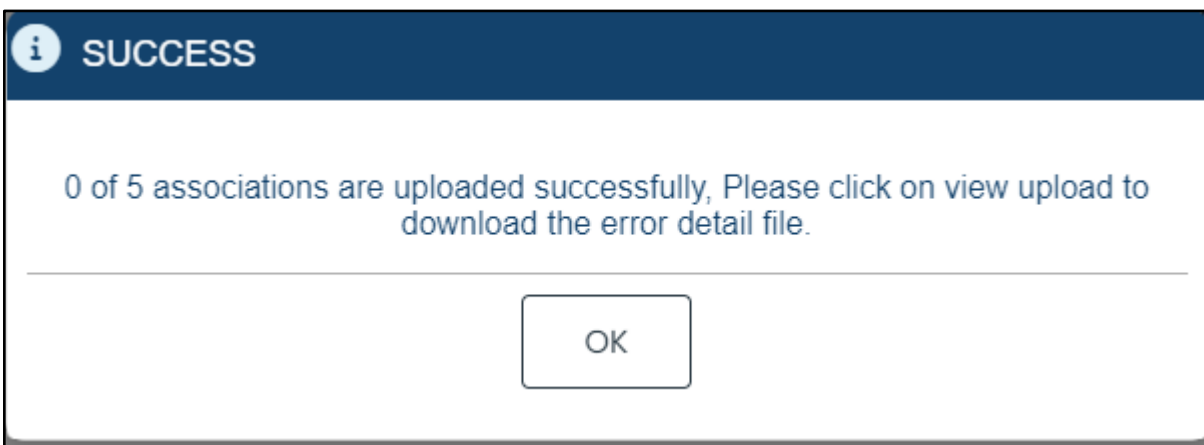 i
SUCCESS
0 of 5 associations are uploaded successfully, Please click on view upload to
download the error detail file.
OK